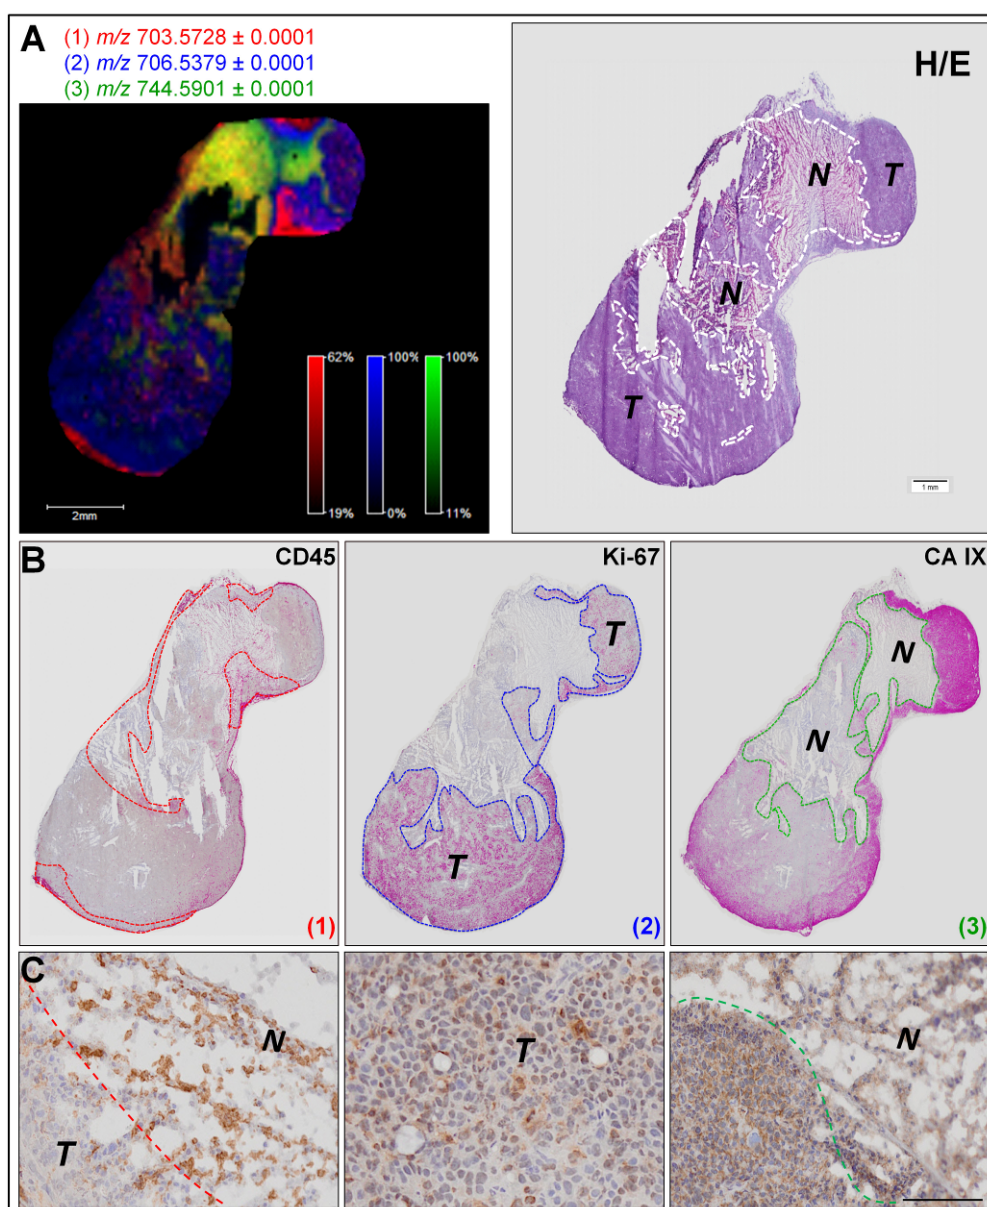 A
(1) m/z 703.5728 ± 0.0001
(2) m/z 706.5379 ± 0.0001
(3) m/z 744.5901 ± 0.0001
H/E
N
T
N
T
62% 100% 100%
19% 0% 11%
2mm
1 mm
B
CD45
Ki-67
CA IX
T
N
N
T
(1)
(2)
(3)
C
N
T
T
N